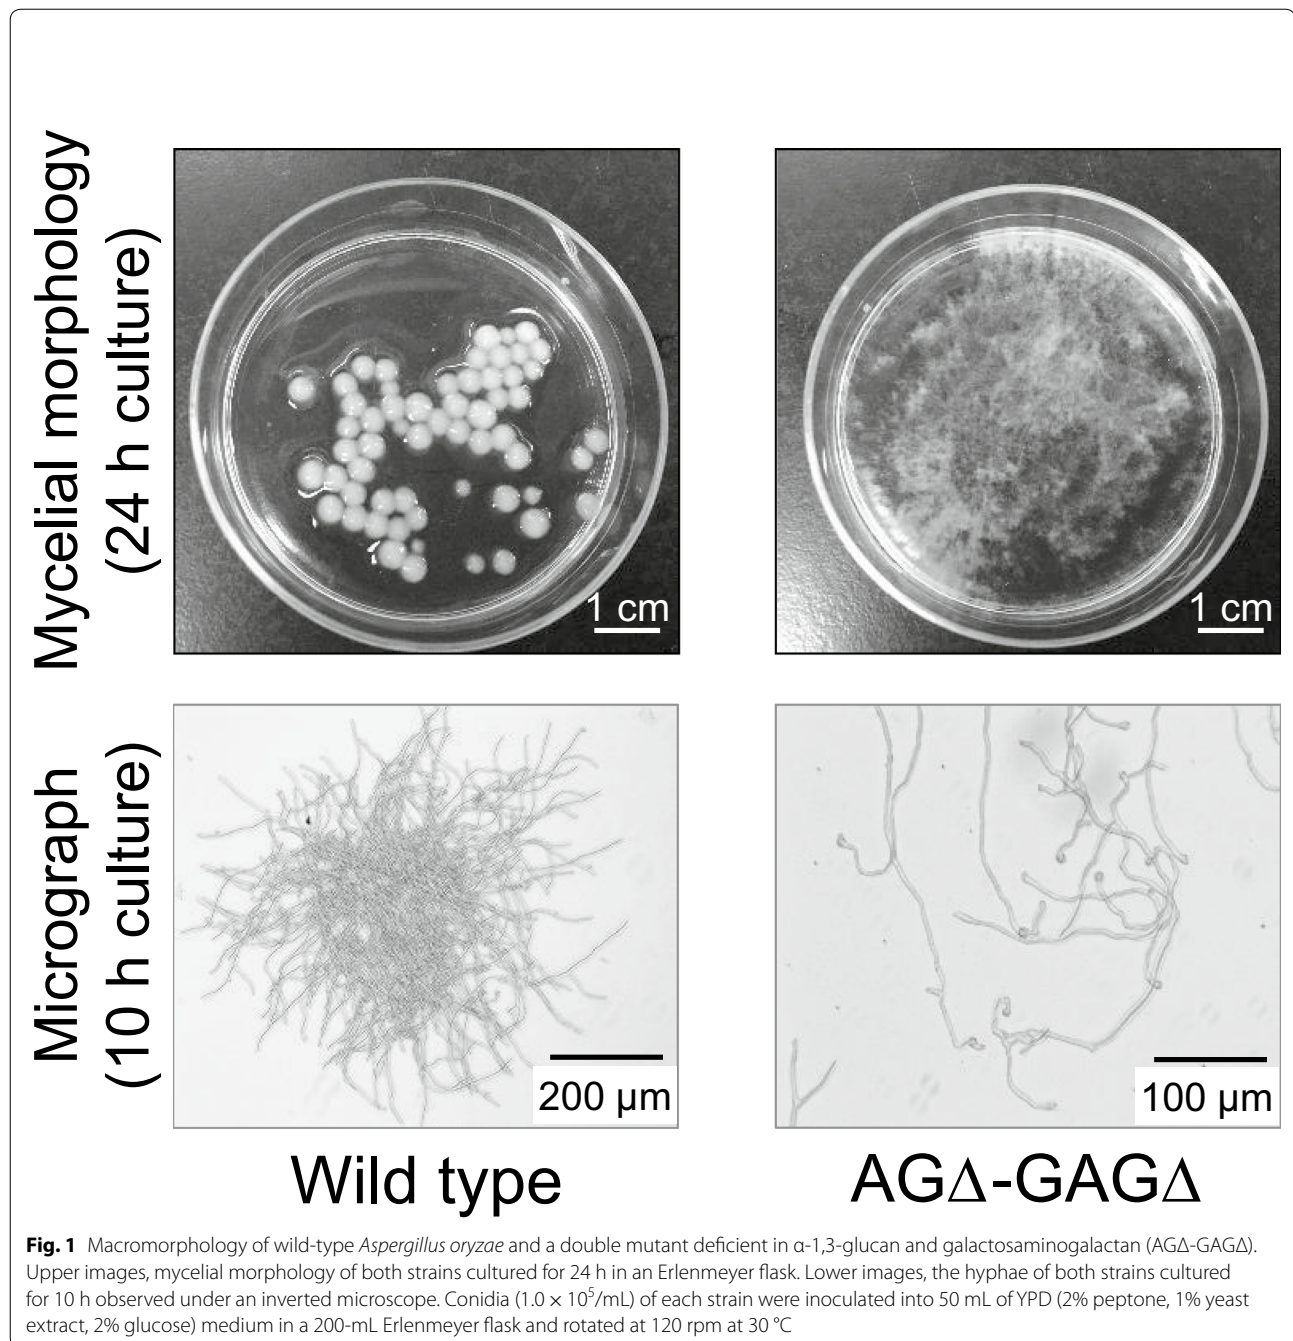 Mycelial morphology
(24 h culture)
1 cm
1 cm
Micrograph
(10 h culture)
200 µm
100 µm
Wild type
AGΔ-GAGΔ
Fig. 1 Macromorphology of wild-type Aspergillus oryzae and a double mutant deficient in α-1,3-glucan and galactosaminogalactan (AGΔ-GAGΔ).
Upper images, mycelial morphology of both strains cultured for 24 h in an Erlenmeyer flask. Lower images, the hyphae of both strains cultured
for 10 h observed under an inverted microscope. Conidia (1.0 × 10⁵/mL) of each strain were inoculated into 50 mL of YPD (2% peptone, 1% yeast
extract, 2% glucose) medium in a 200-mL Erlenmeyer flask and rotated at 120 rpm at 30 °C